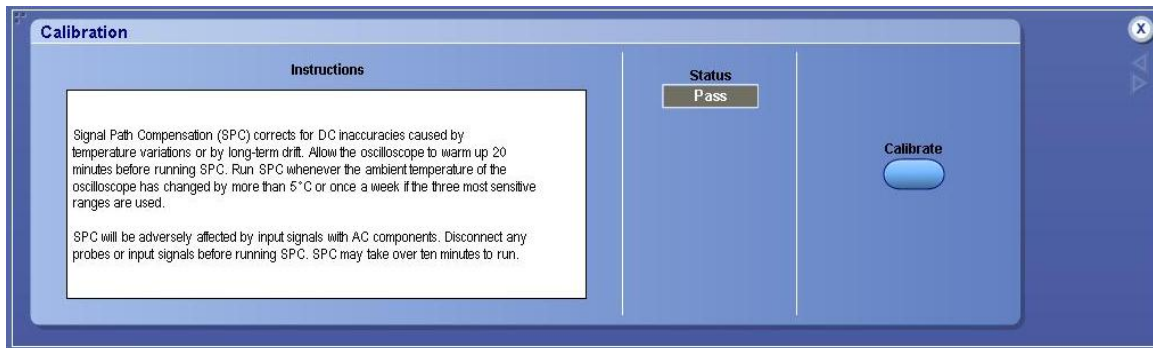 Calibration
X
Instructions
Signal Path Compensation (SPC) corrects for DC inaccuracies caused by
temperature variations or by long-term drift. Allow the oscilloscope to warm up 20
minutes before running SPC. Run SPC whenever the ambient temperature of the
oscilloscope has changed by more than 5°C or once a week if the three most sensitive
ranges are used.
SPC will be adversely affected by input signals with AC components. Disconnect any
probes or input signals before running SPC. SPC may take over ten minutes to run.
Status
Pass
Calibrate